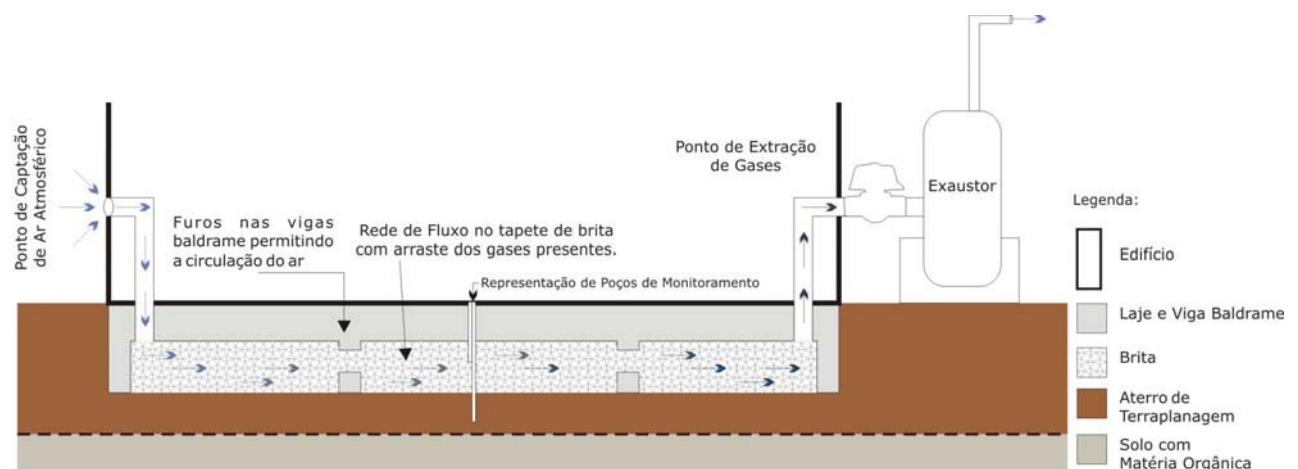 Ponto de Captação
de Ar Atmosférico
Furos nas vigas
baldrame permitindo
a circulação do ar
Rede de Fluxo no tapete de brita
com arraste dos gases presentes.
Representação de Poços de Monitoramento
Ponto de Extração
de Gases
Exaustor
Legenda:
Edifício
Laje e Viga Baldrame
Brita
Aterro de
Terraplanagem
Solo com
Matéria Orgânica